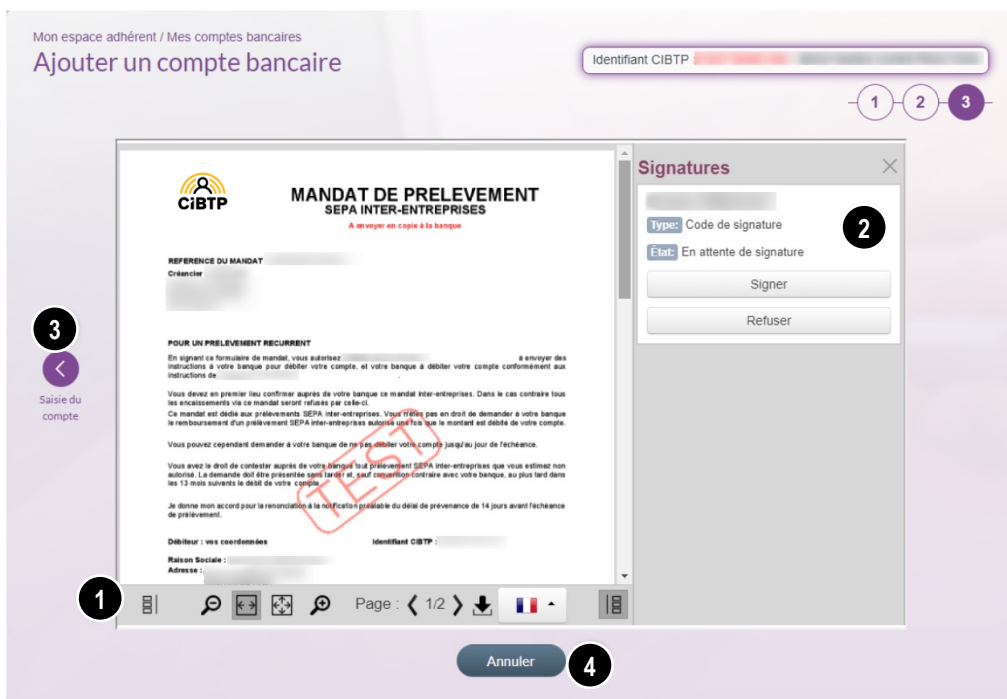 Mon espace adhérent / Mes comptes bancaires
Ajouter un compte bancaire
Identifiant CIBTP
1 2 3
CIBTP
MANDAT DE PRELEVEMENT
SEPA INTER-ENTREPRISES
A envoyer en copie à la banque
REFERENCE DU MANDAT
Créancier
POUR UN PRELEVEMENT RECURRENT
En signant ce formulaire de mandat, vous autorisez à envoyer des
instructions à votre banque pour débiter votre compte, et votre banque à débiter votre compte conformément aux
instructions de .
Vous devez en premier lieu confirmer auprès de votre banque ce mandat inter-entreprises. Dans le cas contraire tous
les encaissements via ce mandat seront refusés par celle-ci.
Ce mandat est dédié aux prélèvements SEPA inter-entreprises. Vous n'êtes pas en droit de demander à votre banque
le remboursement d'un prélèvement SEPA inter-entreprises autorisé une fois que le montant est débité de votre compte.
Vous pouvez cependant demander à votre banque de ne pas débiter votre compte jusqu'au jour de l'échéance.
Vous avez le droit de contester auprès de votre banque tout prélèvement SEPA inter-entreprises que vous estimez non
autorisé. La demande doit être présentée sans tarder et, sauf convention contraire avec votre banque, au plus tard dans
les 13 mois suivants le débit de votre compte.
Je donne mon accord pour la renonciation à la notification préalable du délai de prévenance de 14 jours avant l'échéance
de prélèvement.
TEST
Débiteur : vos coordonnées Identifiant CIBTP :
Raison Sociale :
Adresse :
Signatures
Type: Code de signature
État: En attente de signature
Signer
Refuser
2
3
Saisie du
compte
1
Page : 1/2
Annuler
4